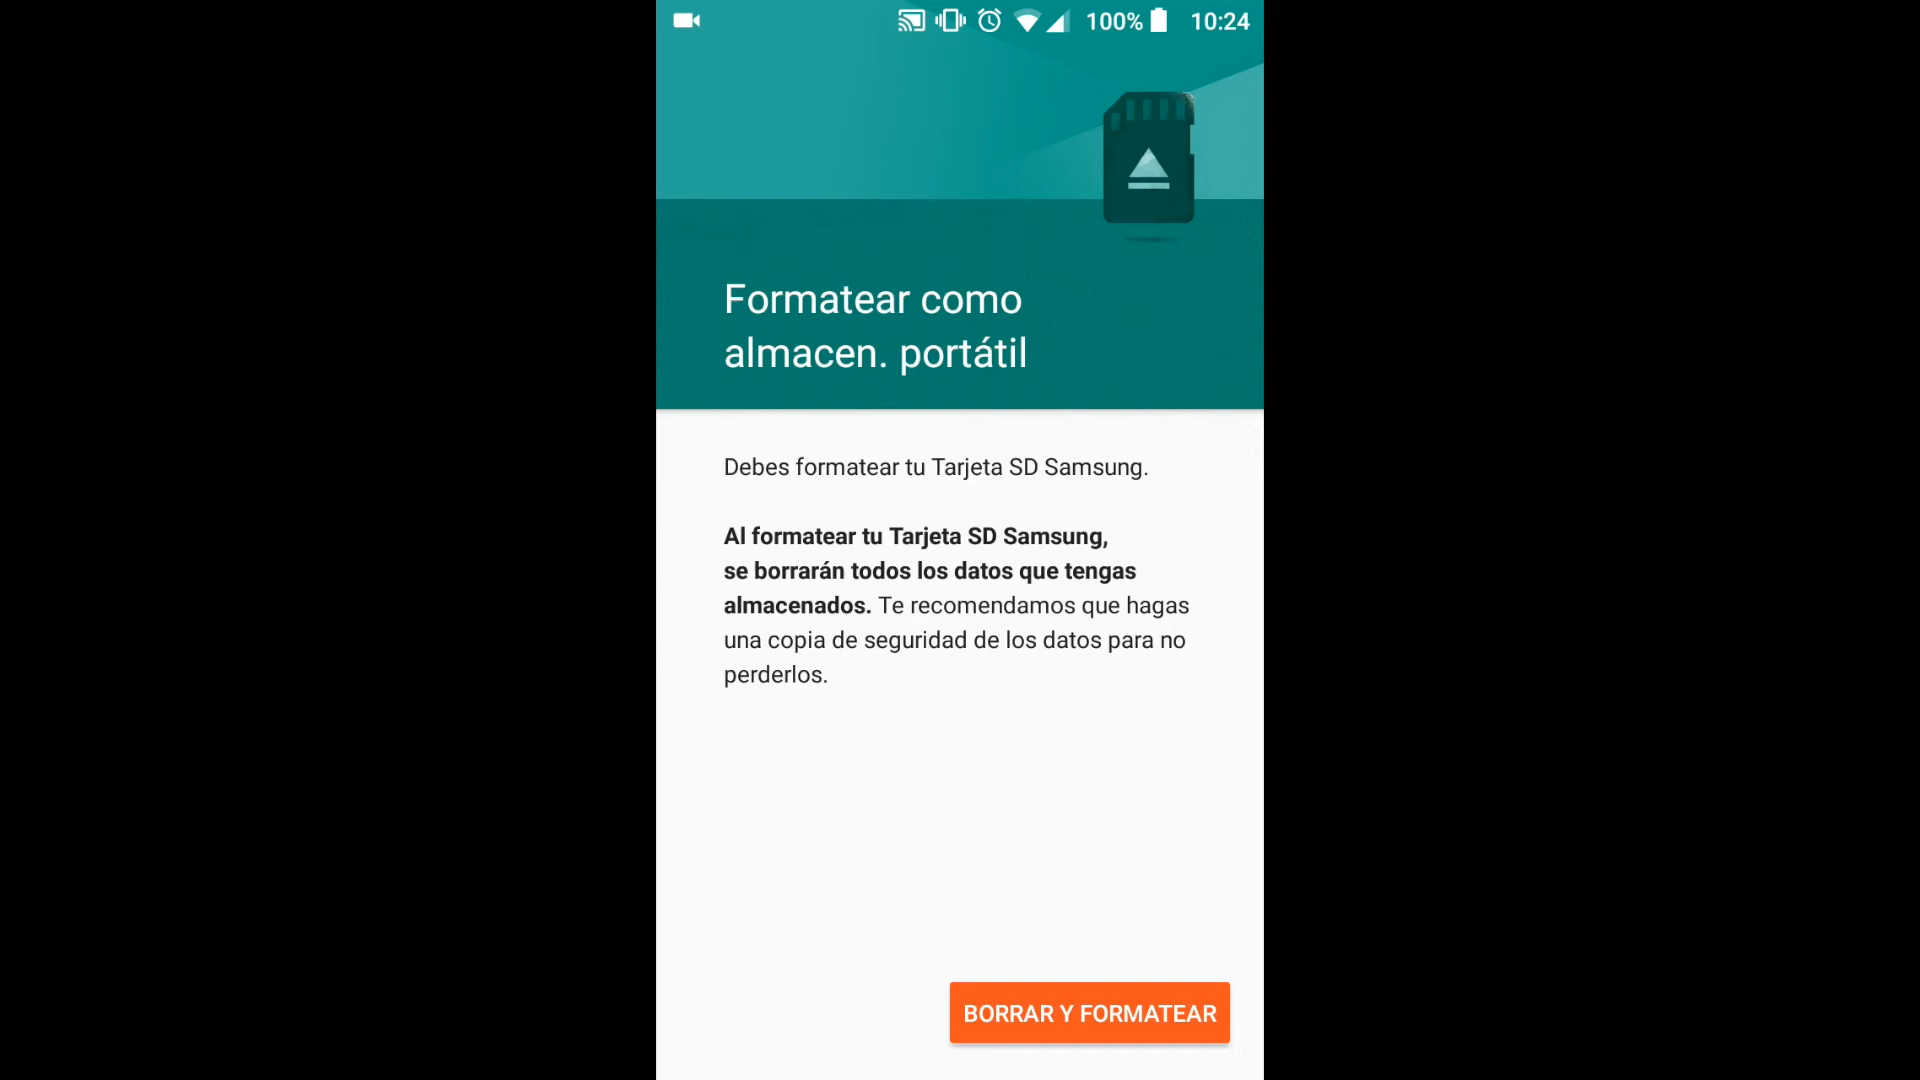 100% 10:24
Formatear como
almacen. portátil
Debes formatear tu Tarjeta SD Samsung.
Al formatear tu Tarjeta SD Samsung,
se borrarán todos los datos que tengas
almacenados. Te recomendamos que hagas
una copia de seguridad de los datos para no
perderlos.
BORRAR Y FORMATEAR